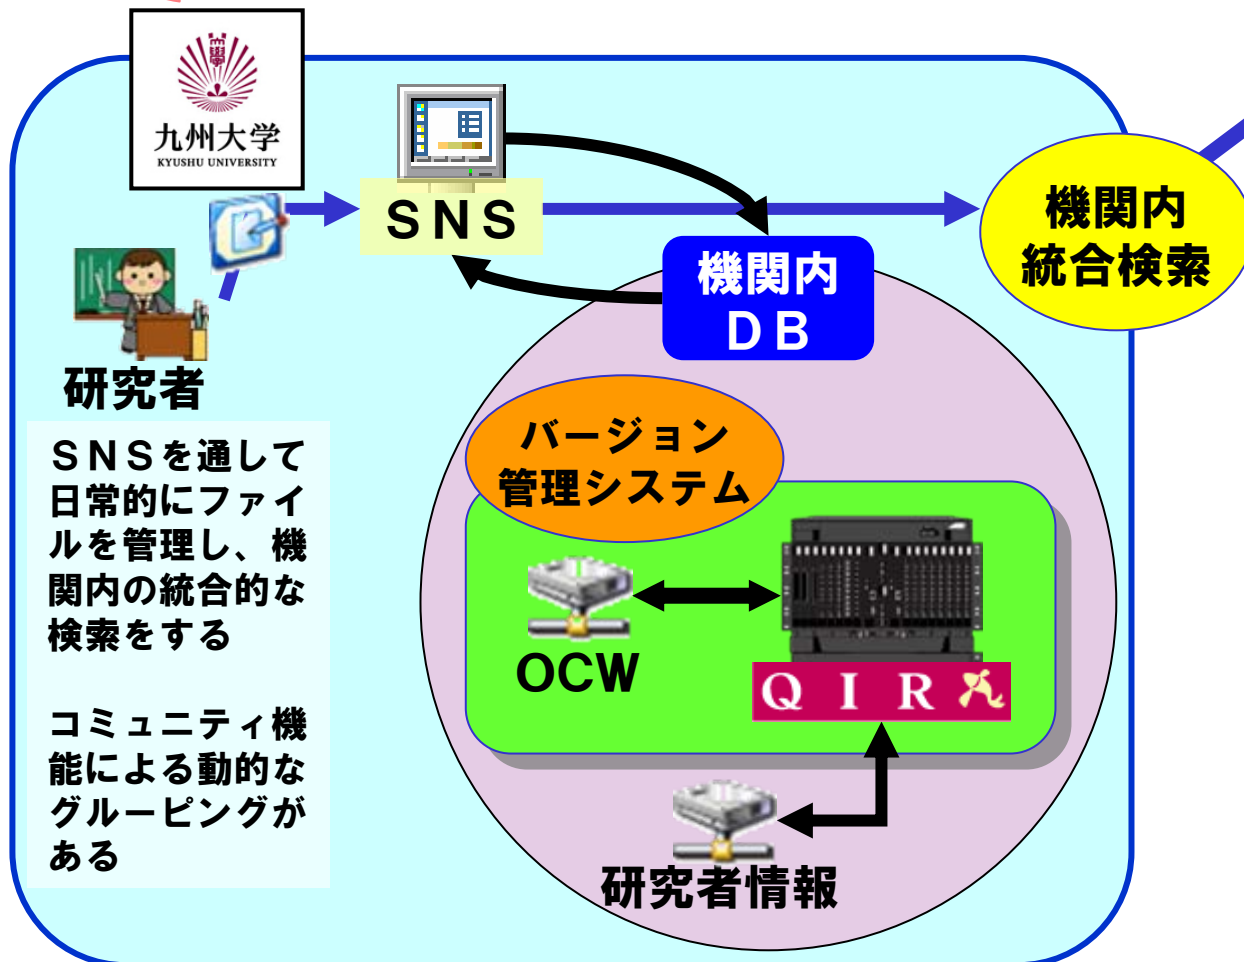 九州大学
KYUSHU UNIVERSITY
ＳＮＳ
機関内
統合検索
機関内
ＤＢ
研究者
ＳＮＳを通して
日常的にファイ
ルを管理し、機
関内の統合的な
検索をする
コミュニティ機
能による動的な
グルーピングが
ある
バージョン
管理システム
OCW
Q I R
研究者情報